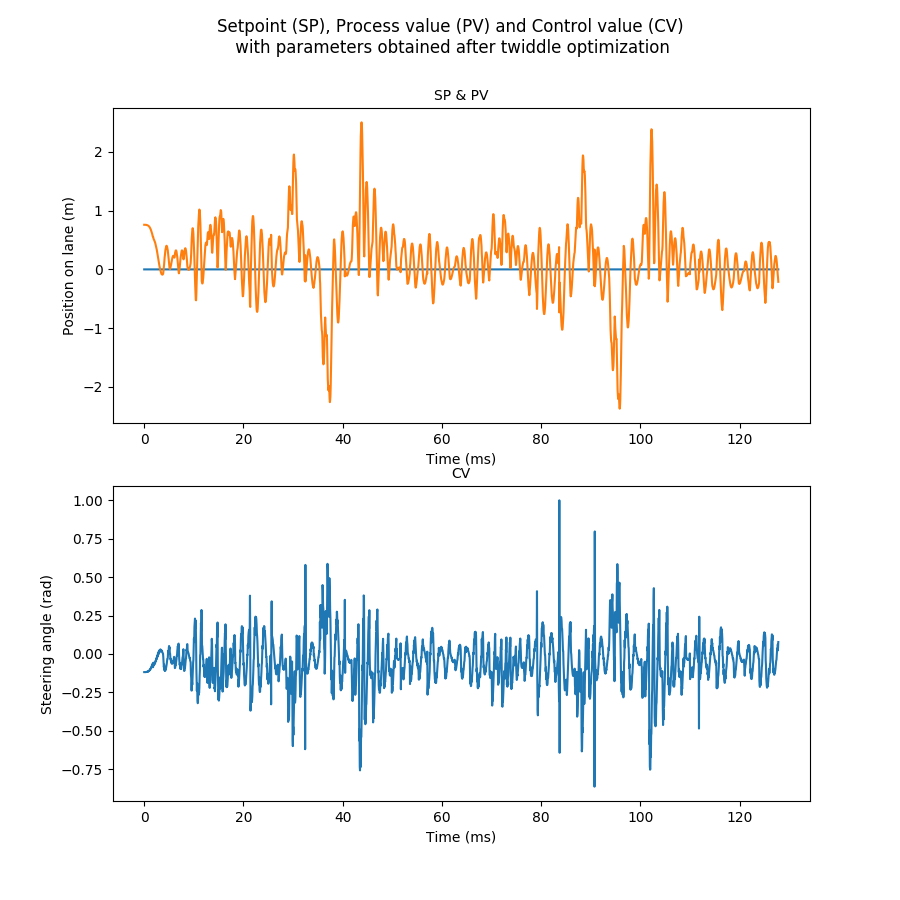 Setpoint (SP), Process value (PV) and Control value (CV)
with parameters obtained after twiddle optimization
SP & PV
2
1
0
−1
−2
Position on lane (m)
0 20 40 60 80 100 120
Time (ms)
CV
1.00
0.75
0.50
0.25
0.00
−0.25
−0.50
−0.75
Steering angle (rad)
0 20 40 60 80 100 120
Time (ms)